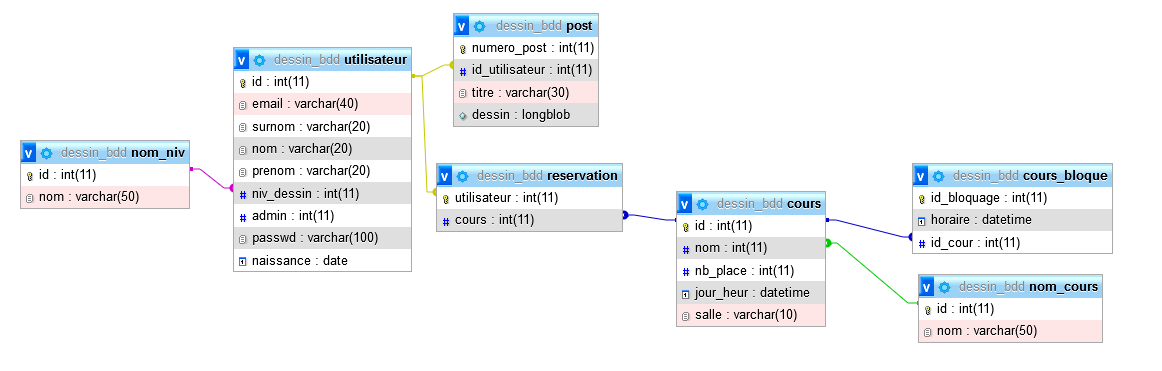 v dessin_bdd nom_niv
id : int(11)
nom : varchar(50)
v dessin_bdd utilisateur
id : int(11)
email : varchar(40)
surnom : varchar(20)
nom : varchar(20)
prenom : varchar(20)
# niv_dessin : int(11)
# admin : int(11)
passwd : varchar(100)
naissance : date
v dessin_bdd post
numero_post : int(11)
# id_utilisateur : int(11)
titre : varchar(30)
dessin : longblob
v dessin_bdd reservation
utilisateur : int(11)
# cours : int(11)
v dessin_bdd cours
id : int(11)
# nom : int(11)
# nb_place : int(11)
jour_heur : datetime
salle : varchar(10)
v dessin_bdd cours_bloque
id_bloquage : int(11)
horaire : datetime
# id_cour : int(11)
v dessin_bdd nom_cours
id : int(11)
nom : varchar(50)